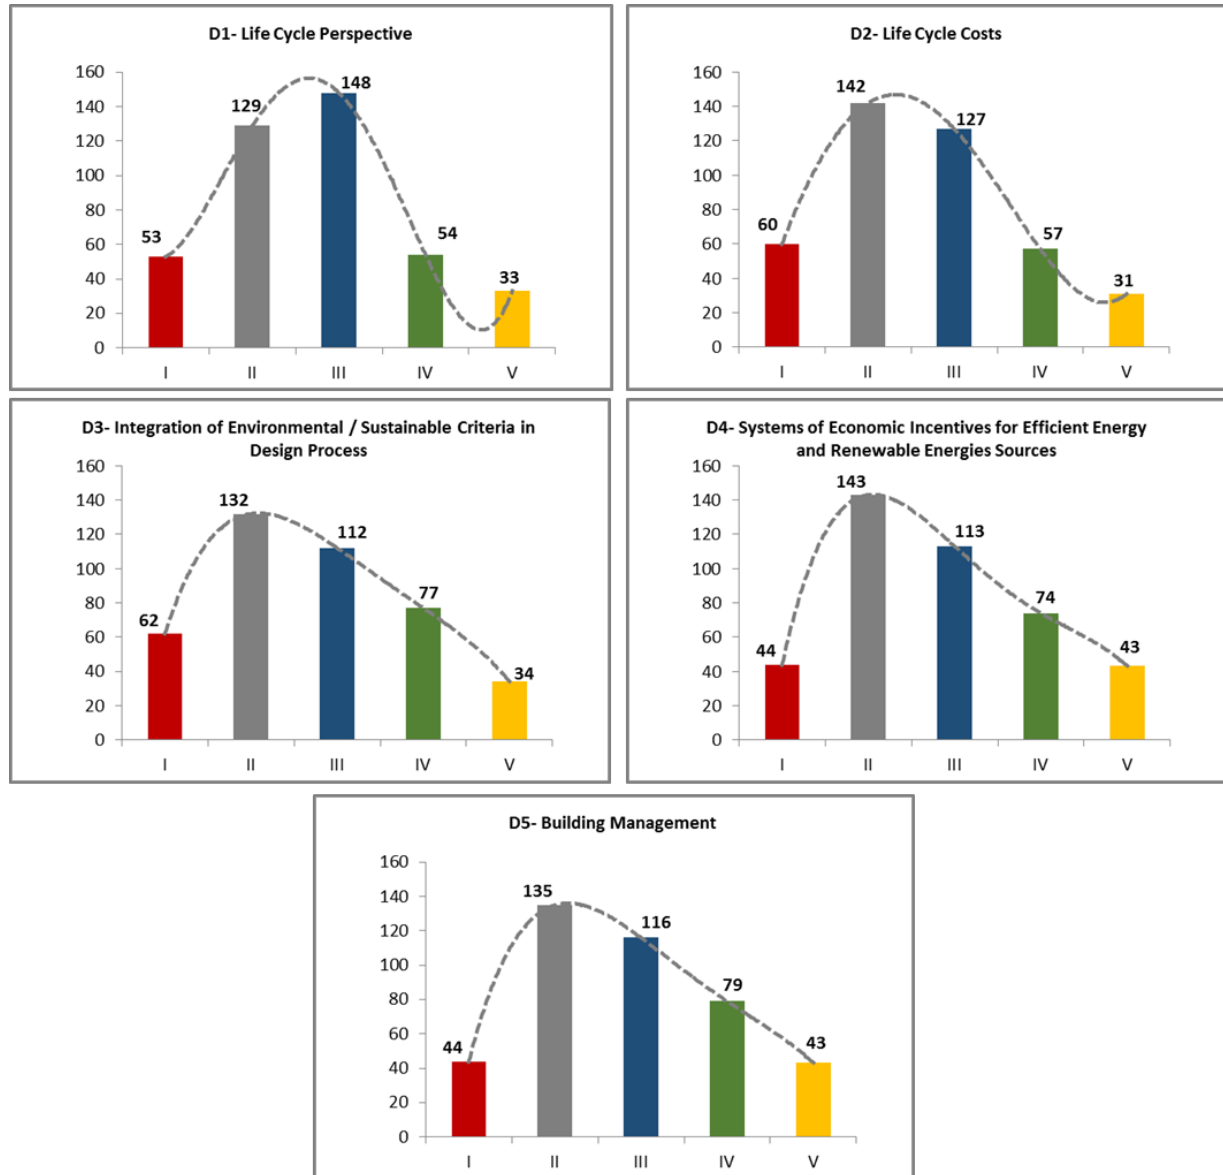 D1- Life Cycle Perspective
160
140
120
100
80
60
40
20
0
53
129
148
54
33
I
II
III
IV
V
D2- Life Cycle Costs
160
140
120
100
80
60
40
20
0
60
142
127
57
31
I
II
III
IV
V
D3- Integration of Environmental / Sustainable Criteria in
Design Process
160
140
120
100
80
60
40
20
0
62
132
112
77
34
I
II
III
IV
V
D4- Systems of Economic Incentives for Efficient Energy
and Renewable Energies Sources
160
140
120
100
80
60
40
20
0
44
143
113
74
43
I
II
III
IV
V
D5- Building Management
160
140
120
100
80
60
40
20
0
44
135
116
79
43
I
II
III
IV
V